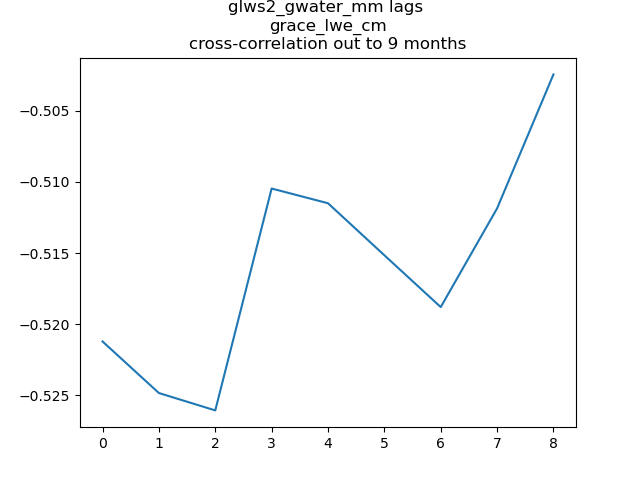 glws2_gwater_mm lags
grace_lwe_cm
cross-correlation out to 9 months
−0.505
−0.510
−0.515
−0.520
−0.525
0 1 2 3 4 5 6 7 8